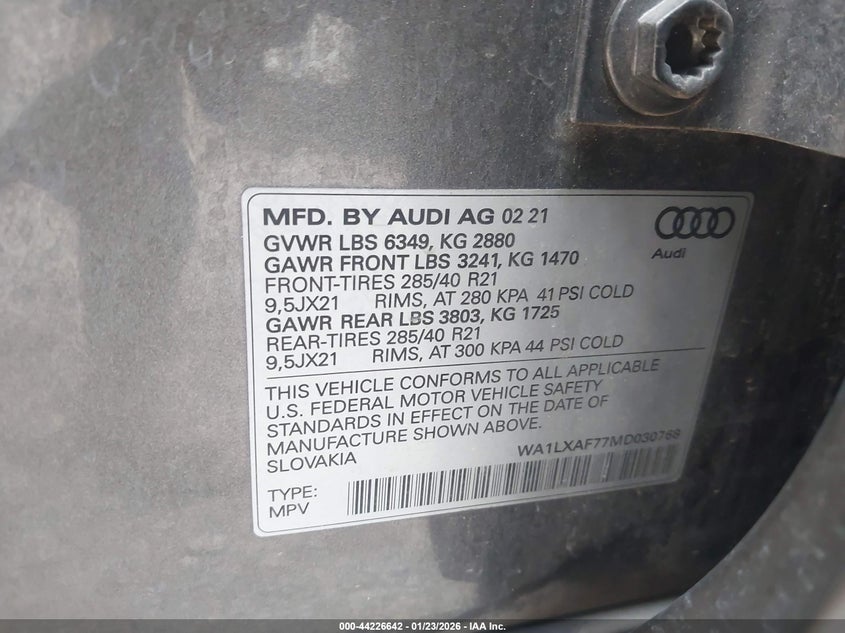 MFD. BY AUDI AG 02 21
Audi
GVWR LBS 6349, KG 2880
GAWR FRONT LBS 3241, KG 1470
FRONT-TIRES 285/40 R21
9,5JX21 RIMS, AT 280 KPA 41 PSI COLD
GAWR REAR LBS 3803, KG 1725
REAR-TIRES 285/40 R21
9,5JX21 RIMS, AT 300 KPA 44 PSI COLD
THIS VEHICLE CONFORMS TO ALL APPLICABLE
U.S. FEDERAL MOTOR VEHICLE SAFETY
STANDARDS IN EFFECT ON THE DATE OF
MANUFACTURE SHOWN ABOVE.
SLOVAKIA
WA1LXAF77MD030768
TYPE:
MPV
000-44226642 - 01/23/2026 - IAA Inc.